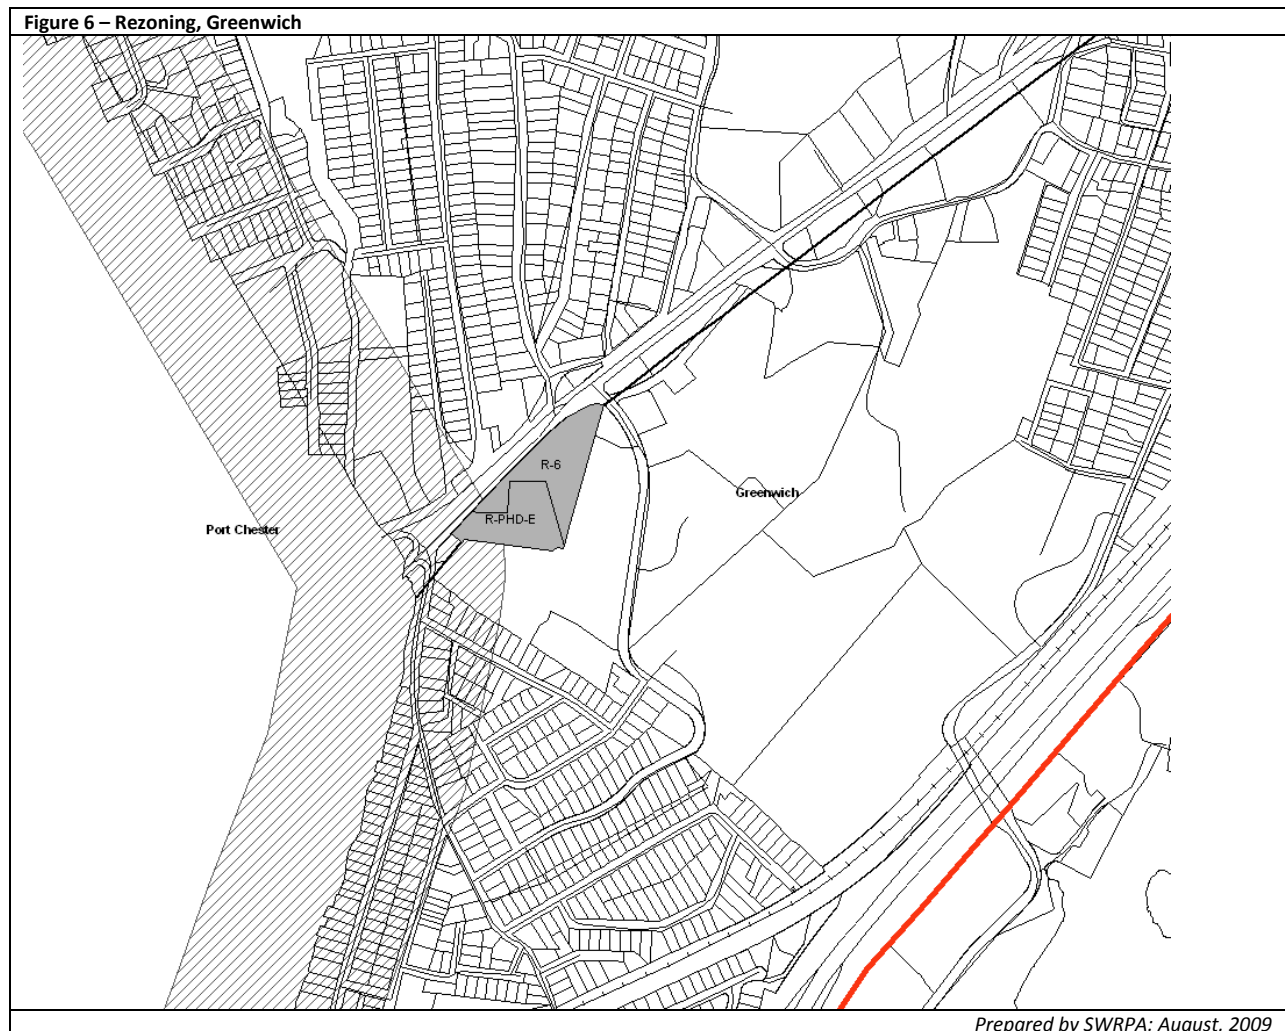 Figure 6 – Rezoning, Greenwich
R-6
Greenwich
R-PHD-E
Port Chester
Prepared by SWRPA: August, 2009